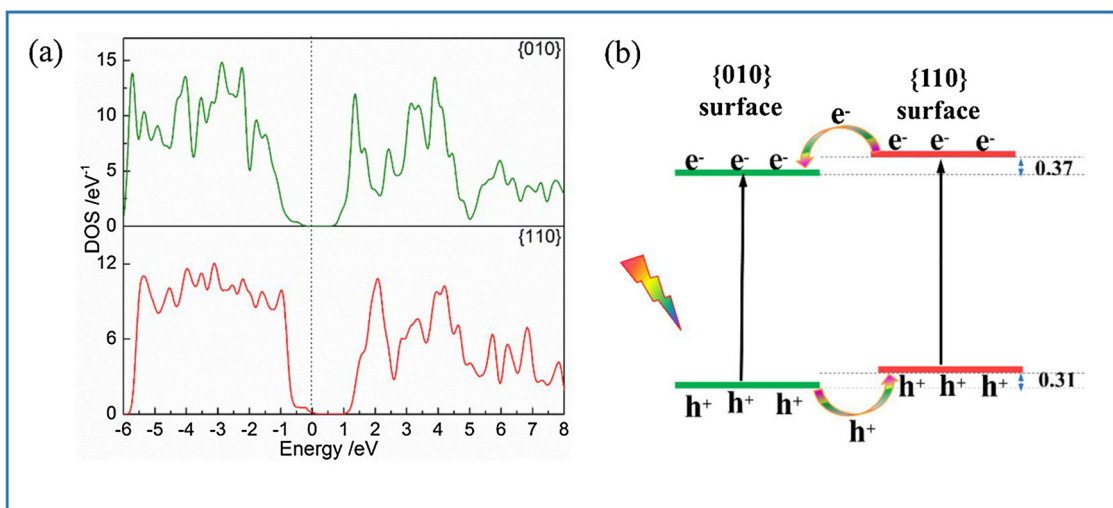 (a)
{010}
15
10
5
0
DOS /eV⁻¹
{110}
12
6
3
0
-6 -5 -4 -3 -2 -1 0 1 2 3 4 5 6 7 8
Energy /eV
(b)
{010}
surface
{110}
surface
e⁻
e⁻ e⁻ e⁻
e⁻ e⁻ e⁻
0.37
0.31
h⁺ h⁺ h⁺
h⁺ h⁺ h⁺
h⁺